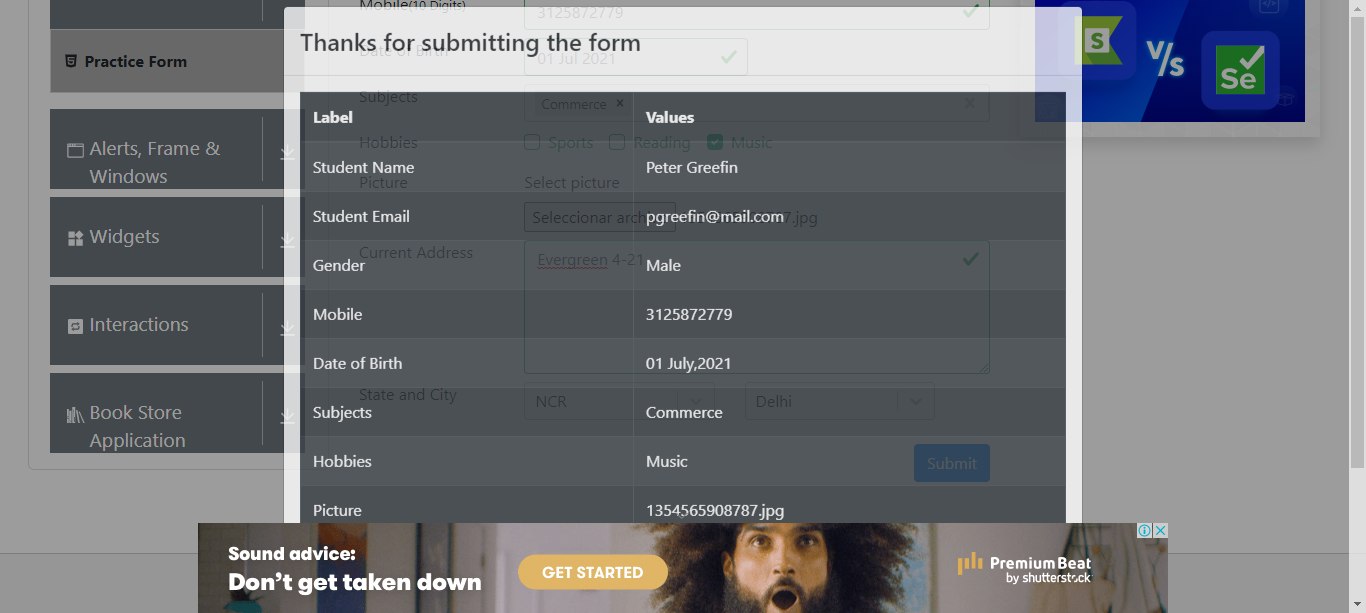 Mobile(10 Digits)
3125872779
Thanks for submitting the form
Date of Birth
01 Jul 2021
Practice Form
S V/s Se
Subjects
Commerce ×
Label Values
Hobbies
Sports Reading Music
Alerts, Frame &
Windows
Student Name Peter Greefin
Picture
Select picture
Student Email pgreefin@mail.com
Seleccionar arch 7.jpg
Widgets
Current Address
Evergreen 4-21
Gender Male
Mobile 3125872779
Interactions
Date of Birth 01 July,2021
State and City
NCR
Delhi
Book Store
Application
Subjects Commerce
Hobbies Music
Submit
Picture 1354565908787.jpg
Sound advice:
Don't get taken down
GET STARTED
PremiumBeat
by shutterstock